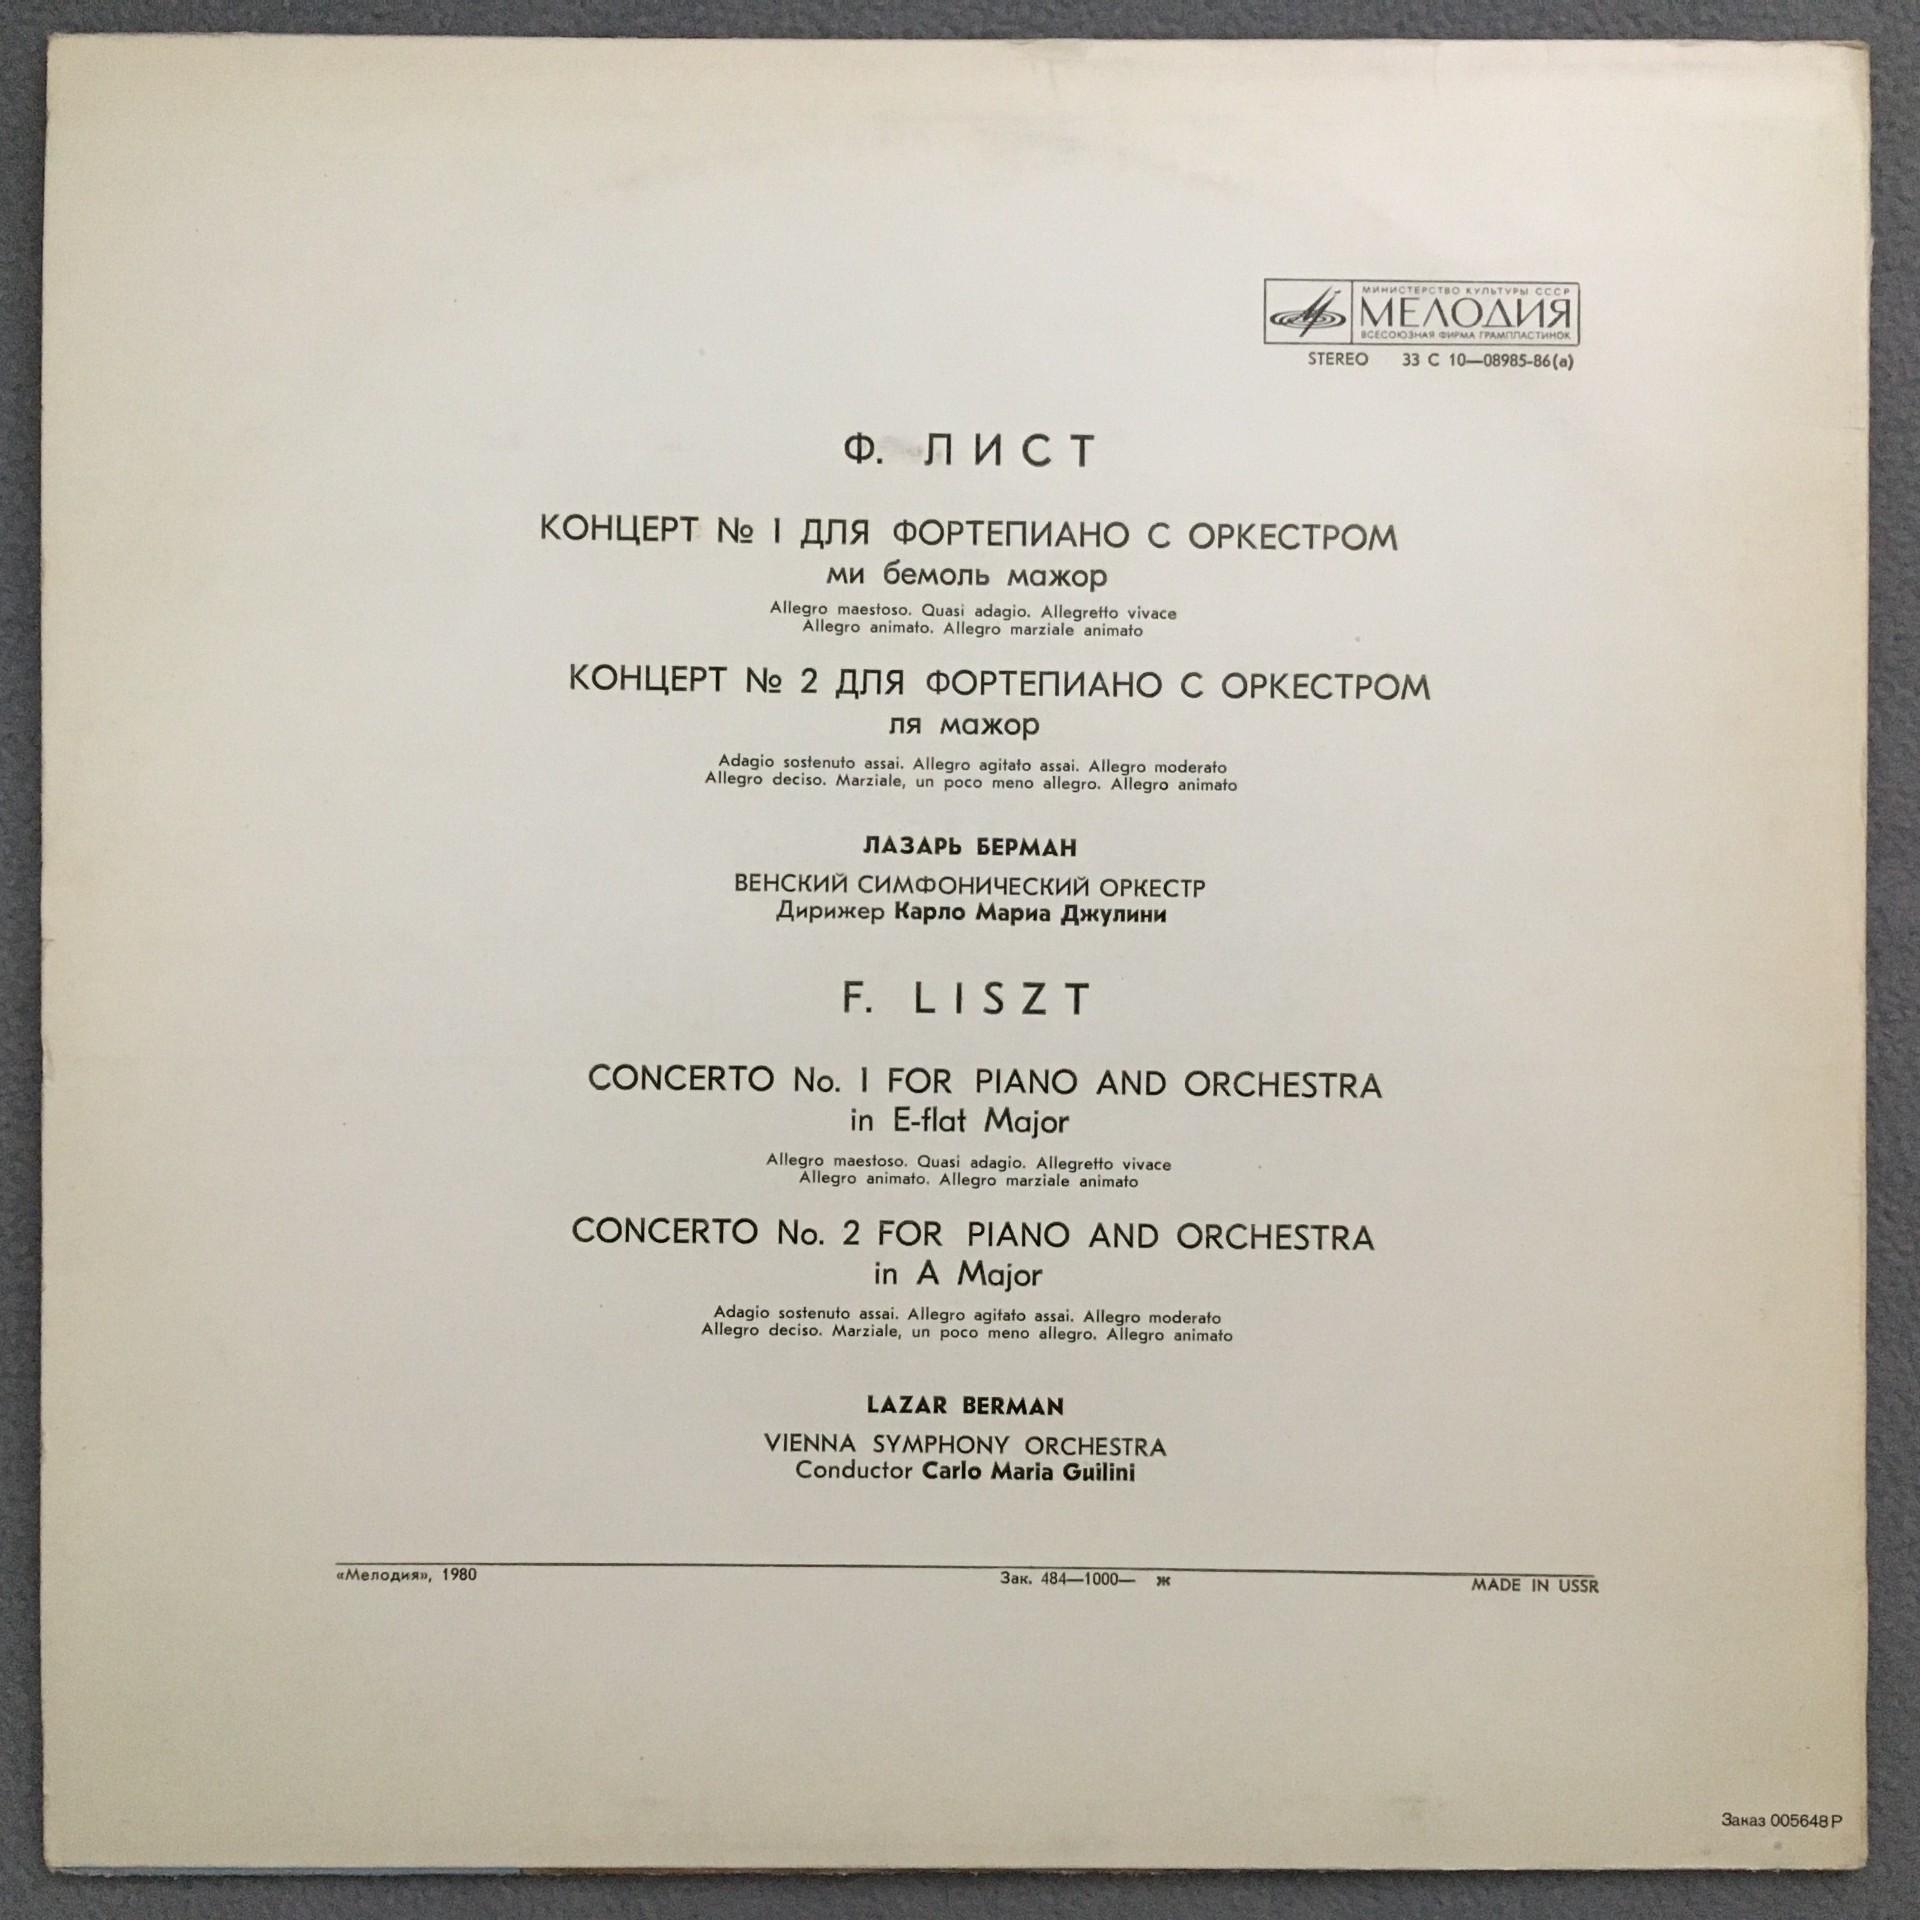 МИНИСТЕРСТВО КУЛЬТУРЫ СССР
МЕЛОДИЯ
ВСЕСОЮЗНАЯ ФИРМА ГРАМПЛАСТИНОК
STEREO 33 С 10—08985-86(а)
Ф. ЛИСТ
КОНЦЕРТ № 1 ДЛЯ ФОРТЕПИАНО С ОРКЕСТРОМ
ми бемоль мажор
Allegro maestoso. Quasi adagio. Allegretto vivace
Allegro animato. Allegro marziale animato
КОНЦЕРТ № 2 ДЛЯ ФОРТЕПИАНО С ОРКЕСТРОМ
ля мажор
Adagio sostenuto assai. Allegro agitato assai. Allegro moderato
Allegro deciso. Marziale, un poco meno allegro. Allegro animato
ЛАЗАРЬ БЕРМАН
ВЕНСКИЙ СИМФОНИЧЕСКИЙ ОРКЕСТР
Дирижер Карло Мариа Джулини
F. LISZT
CONCERTO No. 1 FOR PIANO AND ORCHESTRA
in E-flat Major
Allegro maestoso. Quasi adagio. Allegretto vivace
Allegro animato. Allegro marziale animato
CONCERTO No. 2 FOR PIANO AND ORCHESTRA
in A Major
Adagio sostenuto assai. Allegro agitato assai. Allegro moderato
Allegro deciso. Marziale, un poco meno allegro. Allegro animato
LAZAR BERMAN
VIENNA SYMPHONY ORCHESTRA
Conductor Carlo Maria Guilini
«Мелодия», 1980 Зак. 484—1000— ж MADE IN USSR
Заказ 005648 Р